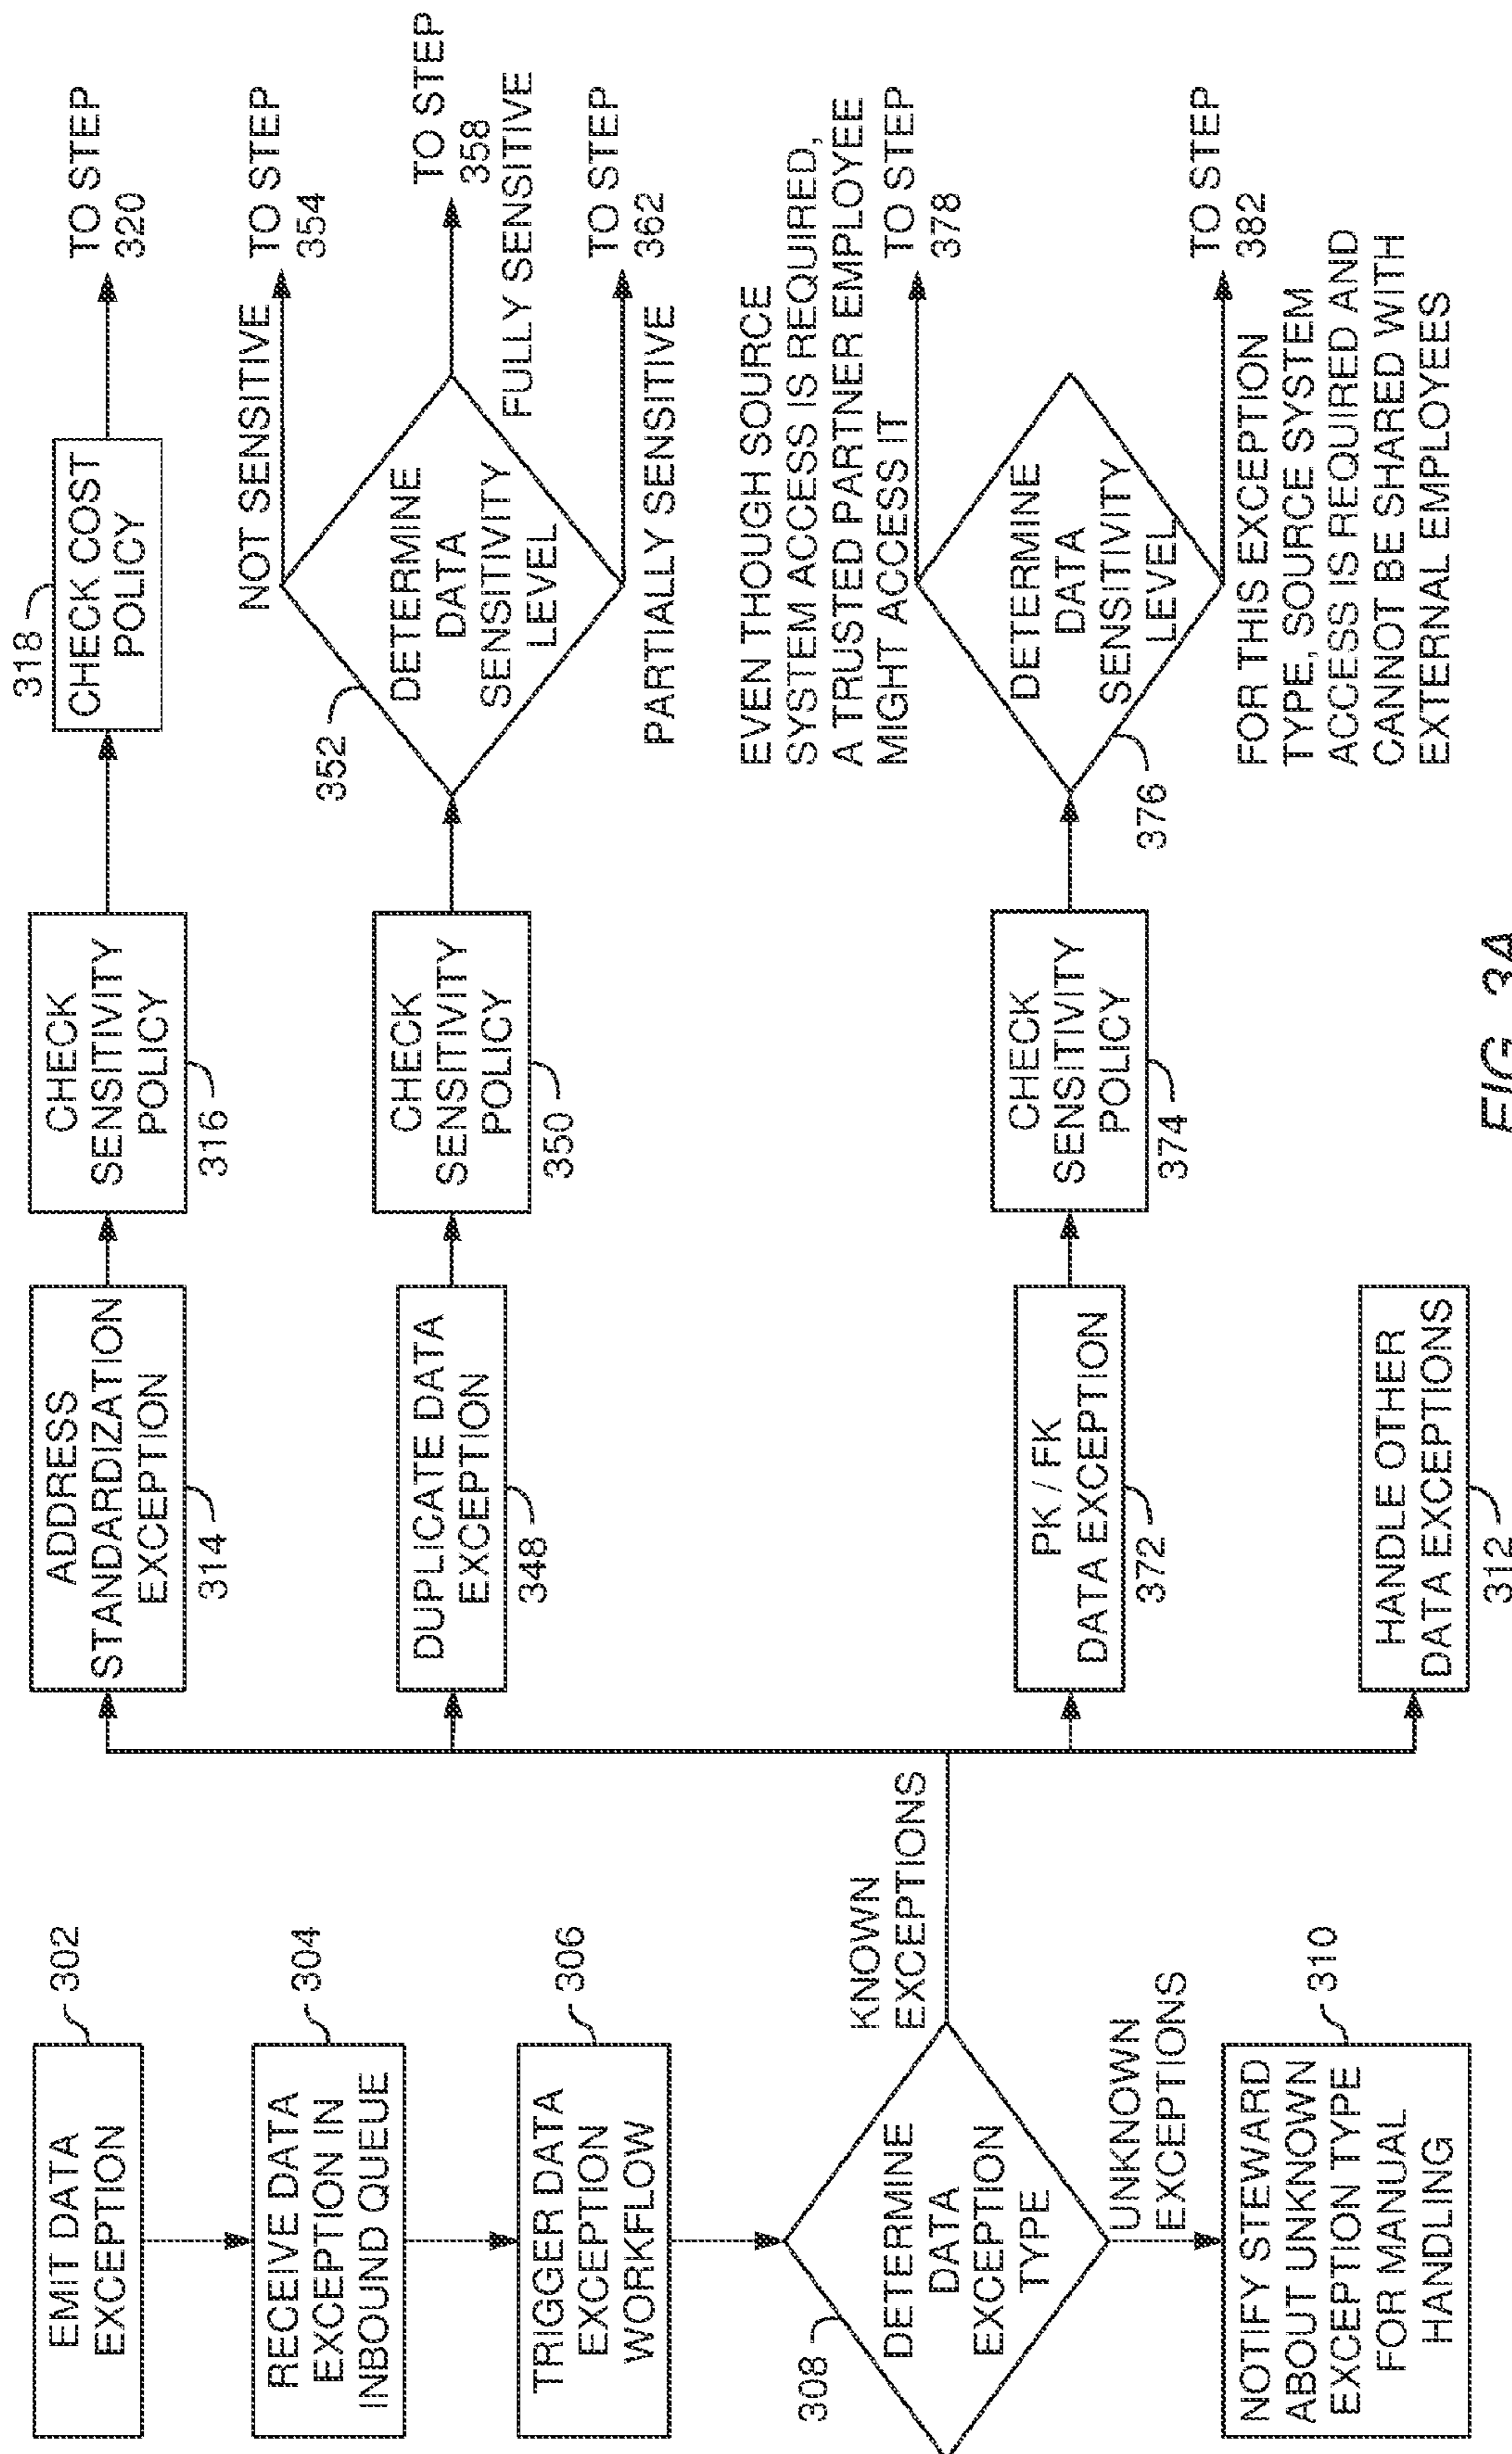 EMIT DATA
EXCEPTION
302
RECEIVE DATA
EXCEPTION IN
INBOUND QUEUE
304
TRIGGER DATA
EXCEPTION
WORKFLOW
306
308
DETERMINE
DATA
EXCEPTION
TYPE
KNOWN
EXCEPTIONS
UNKNOWN
EXCEPTIONS
NOTIFY STEWARD
ABOUT UNKNOWN
EXCEPTION TYPE
FOR MANUAL
HANDLING
310
ADDRESS
STANDARDIZATION
EXCEPTION
314
CHECK
SENSITIVITY
POLICY
316
318
CHECK COST
POLICY
TO STEP
320
DUPLICATE DATA
EXCEPTION
348
CHECK
SENSITIVITY
POLICY
350
352
DETERMINE
DATA
SENSITIVITY
LEVEL
NOT SENSITIVE
TO STEP
354
TO STEP
358
FULLY SENSITIVE
PARTIALLY SENSITIVE
TO STEP
362
PK / FK
DATA EXCEPTION
372
CHECK
SENSITIVITY
POLICY
374
EVEN THOUGH SOURCE
SYSTEM ACCESS IS REQUIRED,
A TRUSTED PARTNER EMPLOYEE
MIGHT ACCESS IT
TO STEP
378
DETERMINE
DATA
SENSITIVITY
LEVEL
376
TO STEP
382
FOR THIS EXCEPTION
TYPE, SOURCE SYSTEM
ACCESS IS REQUIRED AND
CANNOT BE SHARED WITH
EXTERNAL EMPLOYEES
HANDLE OTHER
DATA EXCEPTIONS
312
FIG. 3A